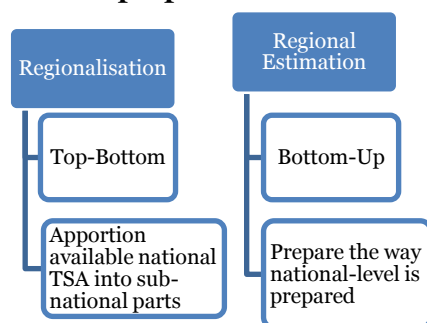 Regionalisation
Top-Bottom
Apportion
available national
TSA into sub-
national parts
Regional
Estimation
Bottom-Up
Prepare the way
national-level is
prepared